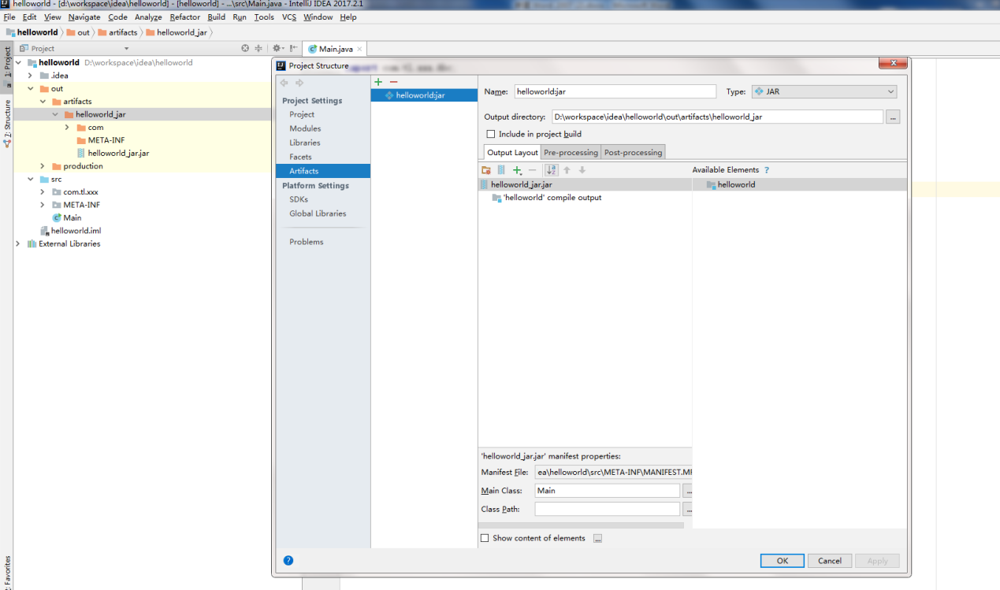 helloworld - [d:\workspace\idea\helloworld] - [helloworld] - ...\src\Main.java - IntelliJ IDEA 2017.2.1
File Edit View Navigate Code Analyze Refactor Build Run Tools VCS Window Help
helloworld out artifacts helloworld_jar
Project
Main.java
1: Project
Z: Structure
Favorites
helloworld D:\workspace\idea\helloworld
.idea
out
artifacts
helloworld_jar
com
META-INF
helloworld_jar.jar
production
src
com.tl.xxx
META-INF
Main
helloworld.iml
External Libraries
Project Structure
Project Settings
Project
Modules
Libraries
Facets
Artifacts
Platform Settings
SDKs
Global Libraries
Problems
helloworld:jar
Name: helloworld:jar Type: JAR
Output directory: D:\workspace\idea\helloworld\out\artifacts\helloworld_jar ...
Include in project build
Output Layout Pre-processing Post-processing
Available Elements ?
helloworld_jar.jar
'helloworld' compile output
helloworld
'helloworld_jar.jar' manifest properties:
Manifest File: ea\helloworld\src\META-INF\MANIFEST.MF
Main Class: Main ...
Class Path: ...
Show content of elements ...
?
OK Cancel Apply